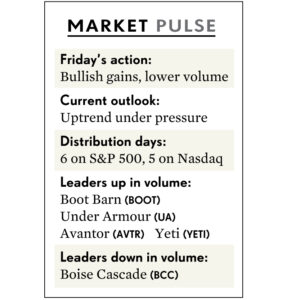 MARKET PULSE
Friday's action:
Bullish gains, lower volume
Current outlook:
Uptrend under pressure
Distribution days:
6 on S&P 500, 5 on Nasdaq
Leaders up in volume:
Boot Barn (BOOT)
Under Armour (UA)
Avantor (AVTR) Yeti (YETI)
Leaders down in volume:
Boise Cascade (BCC)